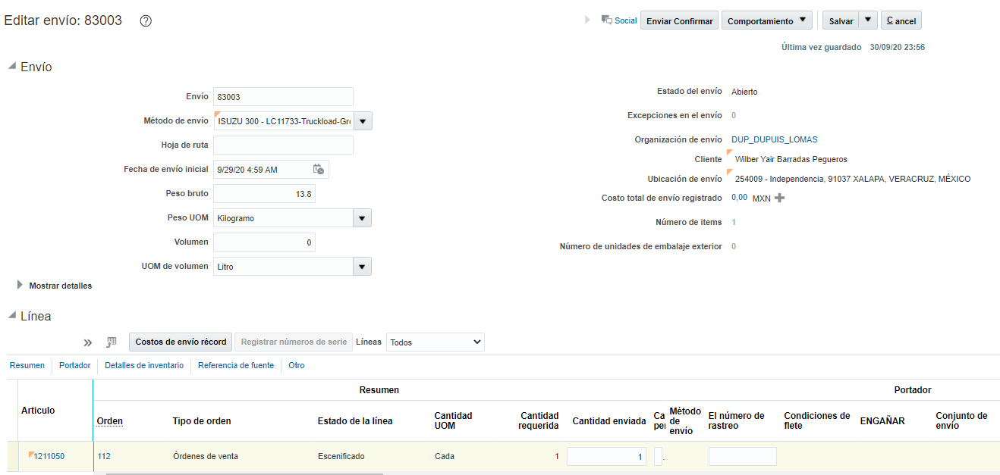 Editar envío: 83003 ?
Social Enviar Confirmar Comportamiento Salvar C ancel
Última vez guardado 30/09/20 23:56
Envío
Envío 83003
Método de envío ISUZU 300 - LC11733-Truckload-Gr
Hoja de ruta
Fecha de envío inicial 9/29/20 4:59 AM
Peso bruto 13.8
Peso UOM Kilogramo
Volumen 0
UOM de volumen Litro
Mostrar detalles
Estado del envío Abierto
Excepciones en el envío 0
Organización de envío DUP_DUPUIS_LOMAS
Cliente Wilber Yair Barradas Pegueros
Ubicación de envío 254009 - Independencia, 91037 XALAPA, VERACRUZ, MÉXICO
Costo total de envío registrado 0,00 MXN
Número de items 1
Número de unidades de embalaje exterior 0
Línea
Costos de envío récord Registrar números de serie Líneas Todos
Resumen Portador Detalles de inventario Referencia de fuente Otro
Resumen Portador
Articulo Orden Tipo de orden Estado de la línea Cantidad UOM Cantidad requerida Cantidad enviada Ca per Método de envío El número de rastreo Condiciones de flete ENGAÑAR Conjunto de envío
1211050 112 Órdenes de venta Escenificado Cada 1 1